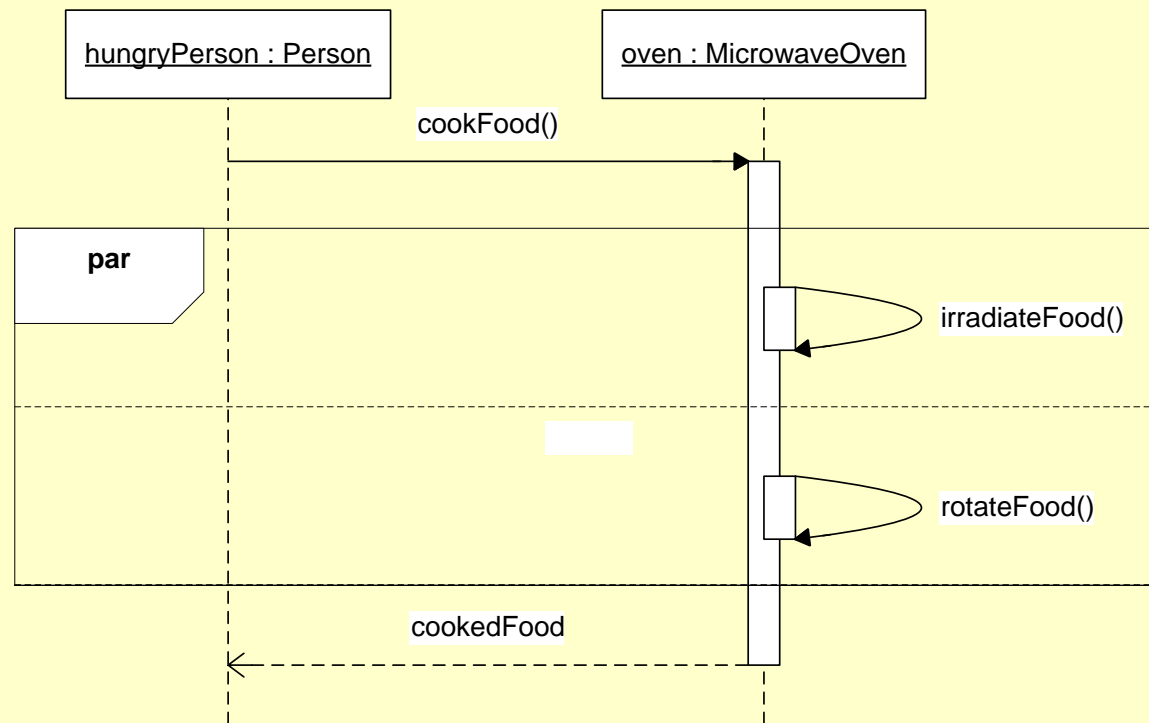 hungryPerson : Person
oven : MicrowaveOven
cookFood()
par
irradiateFood()
rotateFood()
cookedFood